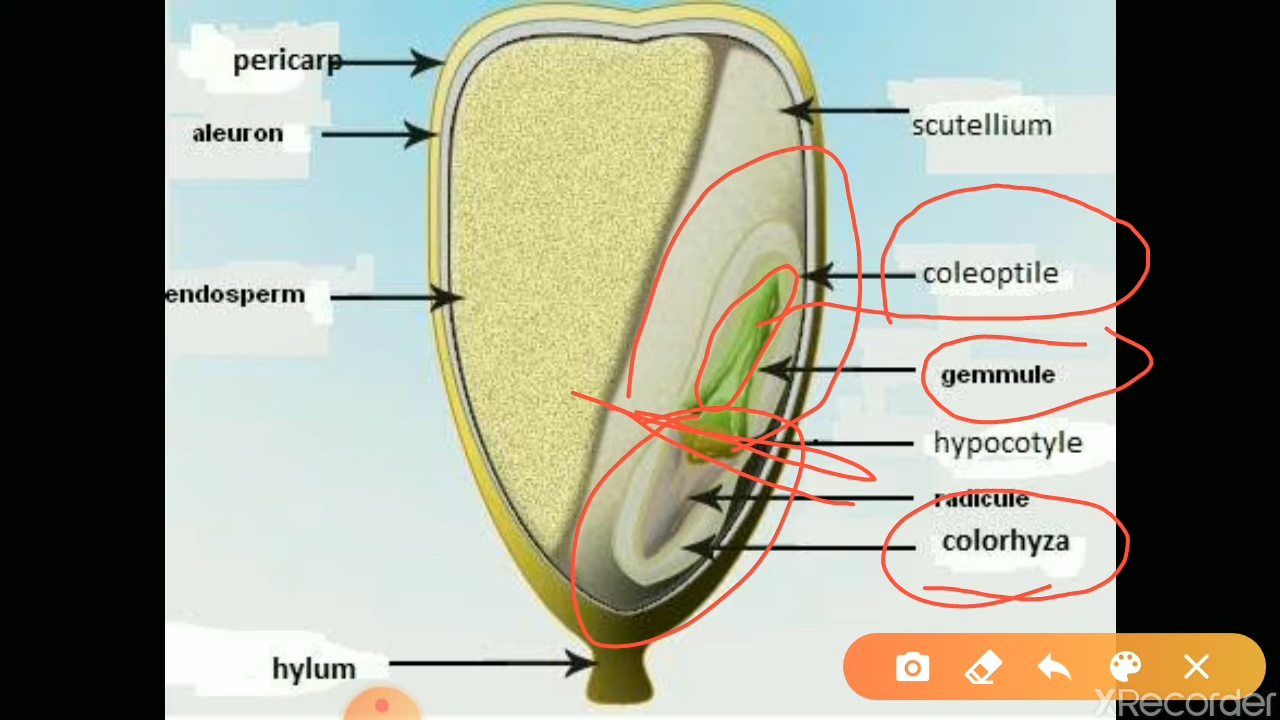 pericarp
aleuron
endosperm
hylum
scutellium
coleoptile
gemmule
hypocotyle
radicule
colorhyza
XRecorder